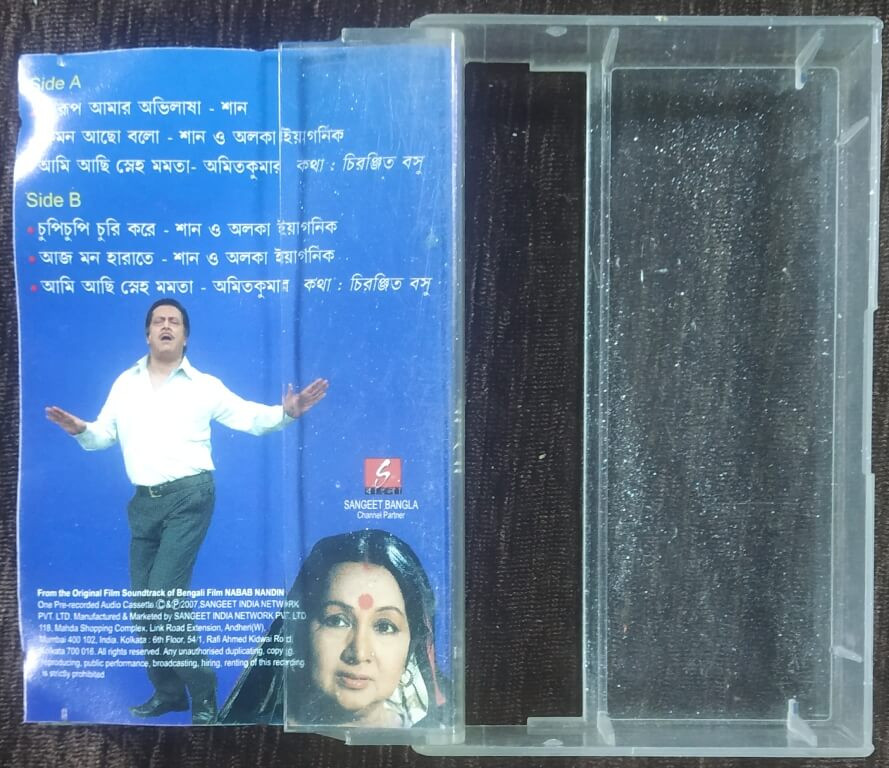 Side A
রূপ আমার অভিলাষা - শান
মন আছো বলো - শান ও অলকা ইয়াগনিক
আমি আছি স্নেহ মমতা- অমিতকুমার কথা : চিরঞ্জিত বসু
Side B
• চুপিচুপি চুরি করে - শান ও অলকা ইয়াগনিক
• আজ মন হারাতে - শান ও অলকা ইয়াগনিক
• আমি আছি স্নেহ মমতা - অমিতকুমার কথা : চিরঞ্জিত বসু
S
বাংলা
SANGEET BANGLA
Channel Partner
From the Original Film Soundtrack of Bengali Film NABAB NANDIN
One Pre-recorded Audio Cassette ©&℗2007.SANGEET INDIA NETWORK
PVT. LTD. Manufactured & Marketed by SANGEET INDIA NETWORK PVT. LTD
118, Mahda Shopping Complex, Link Road Extension, Andheri(W),
Mumbai 400 102, India. Kolkata : 6th Floor, 54/1, Rafi Ahmed Kidwai Road
Kolkata 700 016. All rights reserved. Any unauthorised duplicating, copying,
reproducing, public performance, broadcasting, hiring, renting of this recording
is strictly prohibited